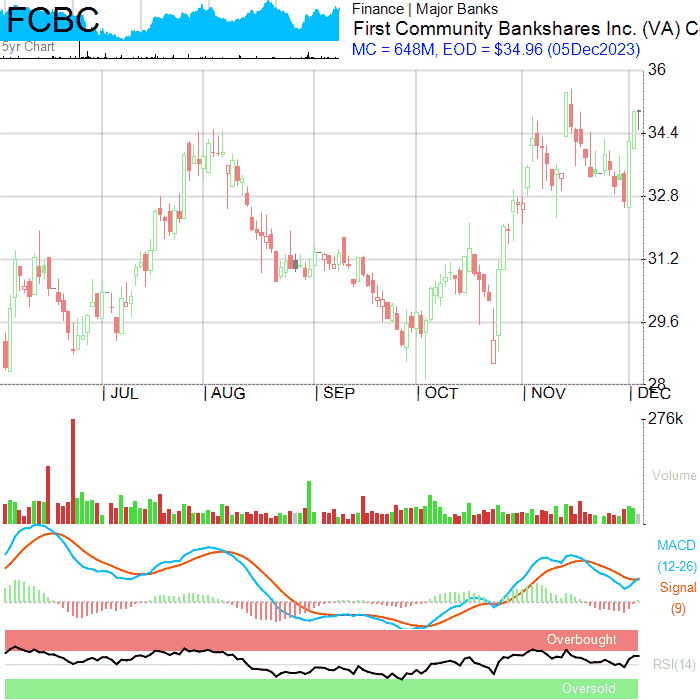 FCBC
5yr Chart
Finance | Major Banks
First Community Bankshares Inc. (VA) C
MC = 648M, EOD = $34.96 (05Dec2023)
36
34.4
32.8
31.2
29.6
28
| JUL | AUG | SEP | OCT | NOV | DEC
276k
Volume
MACD
(12-26)
Signal
(9)
Overbought
RSI(14)
Oversold